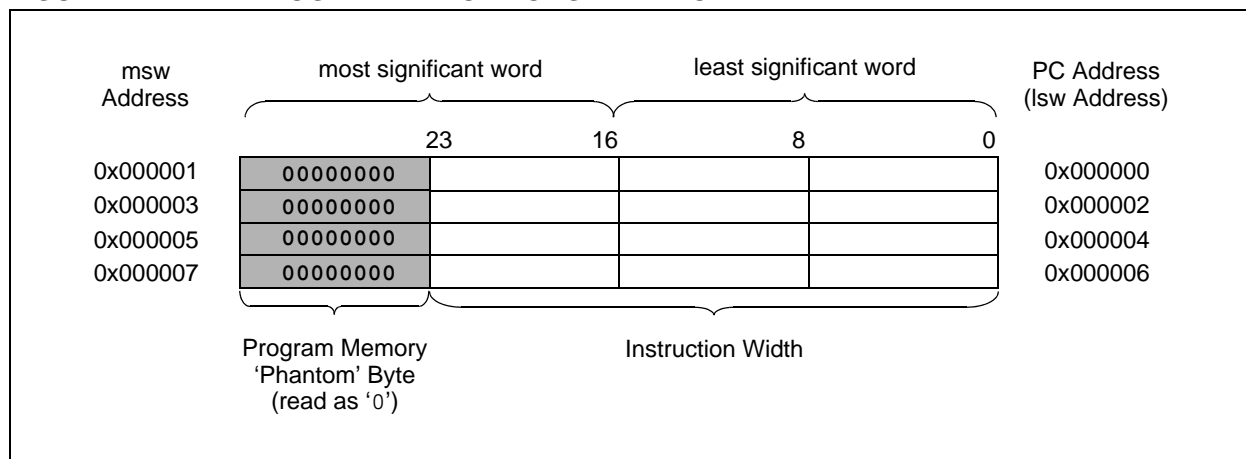 msw
Address
most significant word
least significant word
PC Address
(lsw Address)
23 16 8 0
0x000001 00000000 0x000000
0x000003 00000000 0x000002
0x000005 00000000 0x000004
0x000007 00000000 0x000006
Program Memory
‘Phantom’ Byte
(read as ‘0’)
Instruction Width